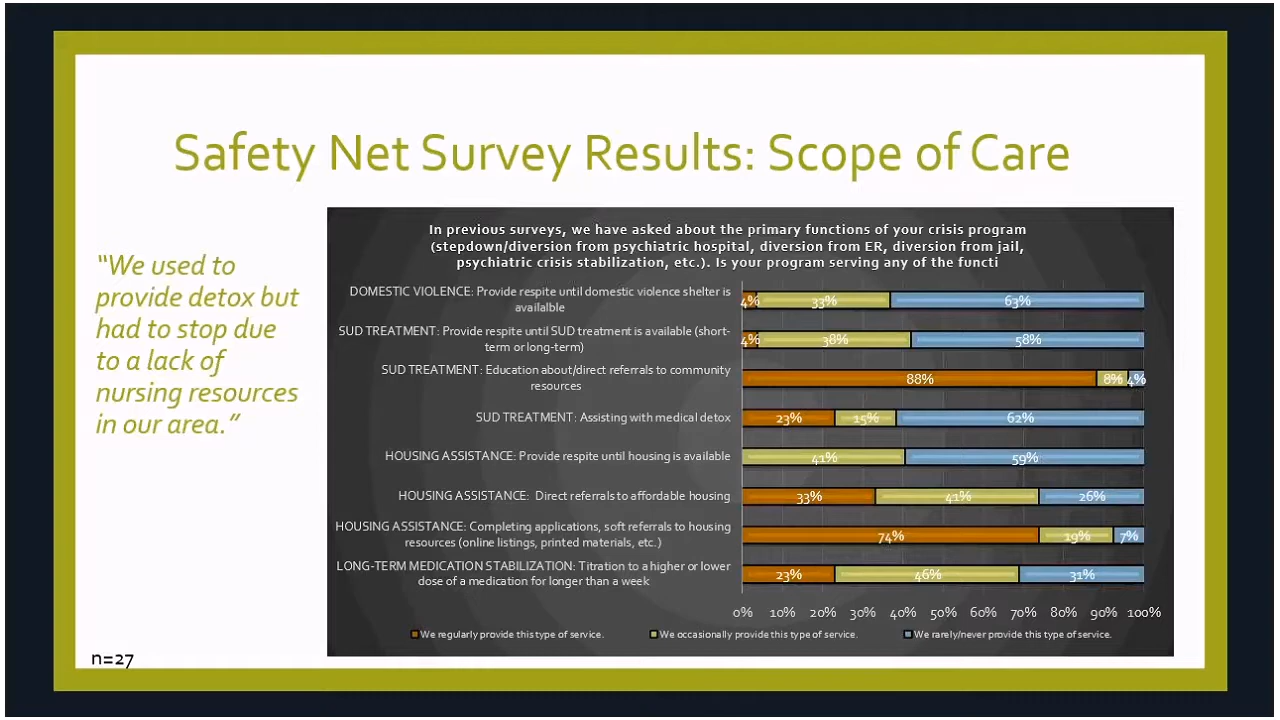 Safety Net Survey Results: Scope of Care
“We used to
provide detox but
had to stop due
to a lack of
nursing resources
in our area.”
In previous surveys, we have asked about the primary functions of your crisis program
(stepdown/diversion from psychiatric hospital, diversion from ER, diversion from jail,
psychiatric crisis stabilization, etc.). Is your program serving any of the functi
DOMESTIC VIOLENCE: Provide respite until domestic violence shelter is
availalble
4% 33% 63%
SUD TREATMENT: Provide respite until SUD treatment is available (short-
term or long-term)
4% 38% 58%
SUD TREATMENT: Education about/direct referrals to community
resources
88% 8% 4%
SUD TREATMENT: Assisting with medical detox
23% 15% 62%
HOUSING ASSISTANCE: Provide respite until housing is available
41% 59%
HOUSING ASSISTANCE: Direct referrals to affordable housing
33% 41% 26%
HOUSING ASSISTANCE: Completing applications, soft referrals to housing
resources (online listings, printed materials, etc.)
74% 19% 7%
LONG-TERM MEDICATION STABILIZATION: Titration to a higher or lower
dose of a medication for longer than a week
23% 46% 31%
0% 10% 20% 30% 40% 50% 60% 70% 80% 90% 100%
We regularly provide this type of service. We occasionally provide this type of service. We rarely/never provide this type of service.
n=27